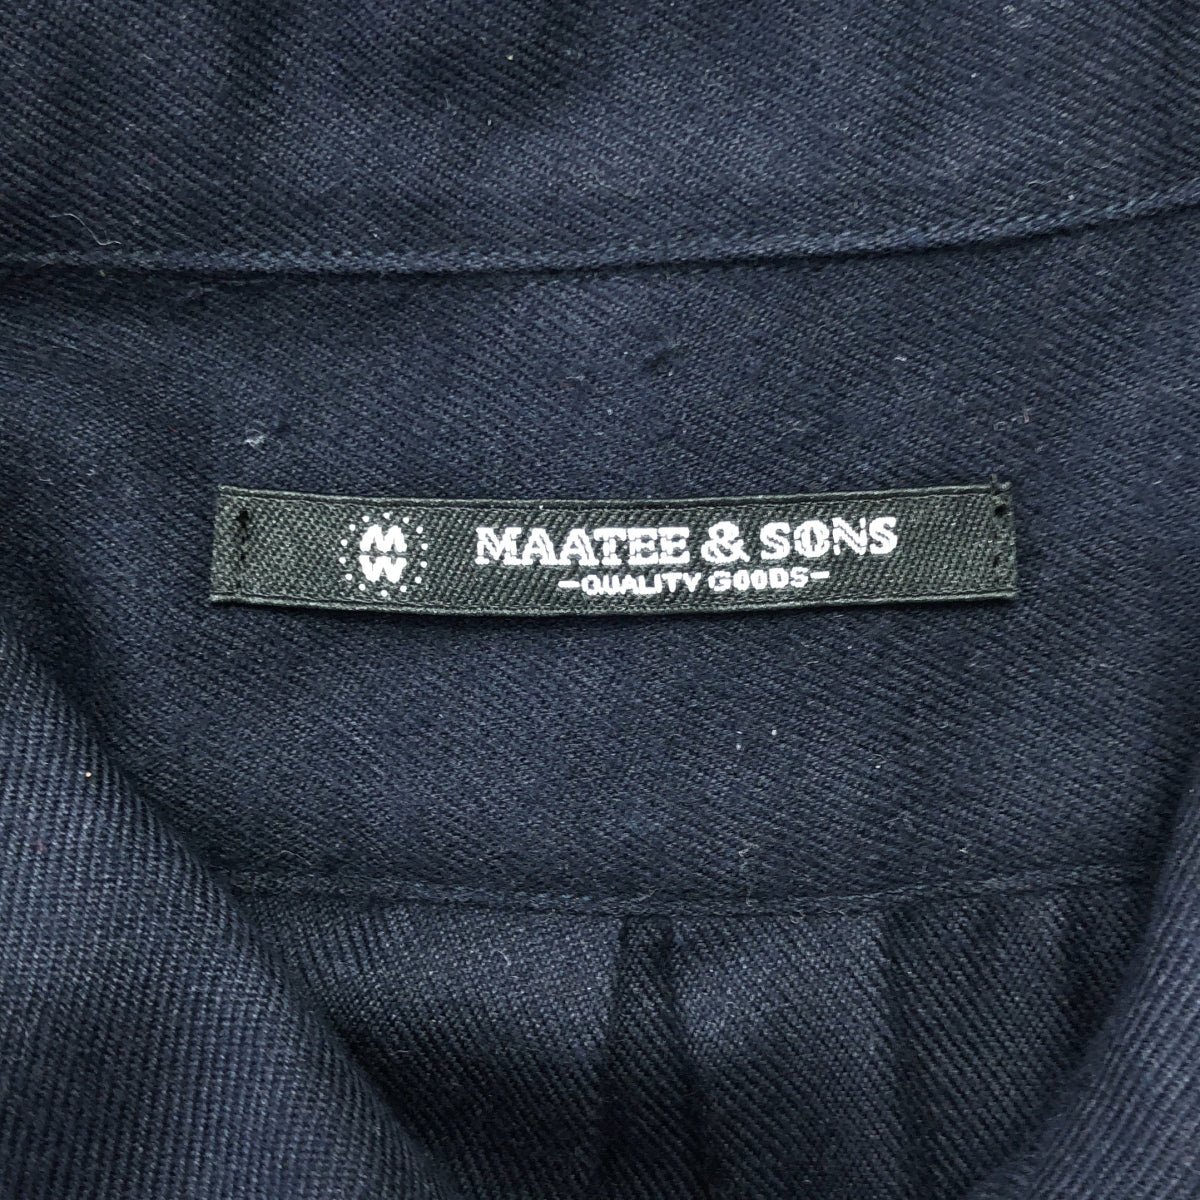 M
W
MAATEE & SONS
-QUALITY GOODS-